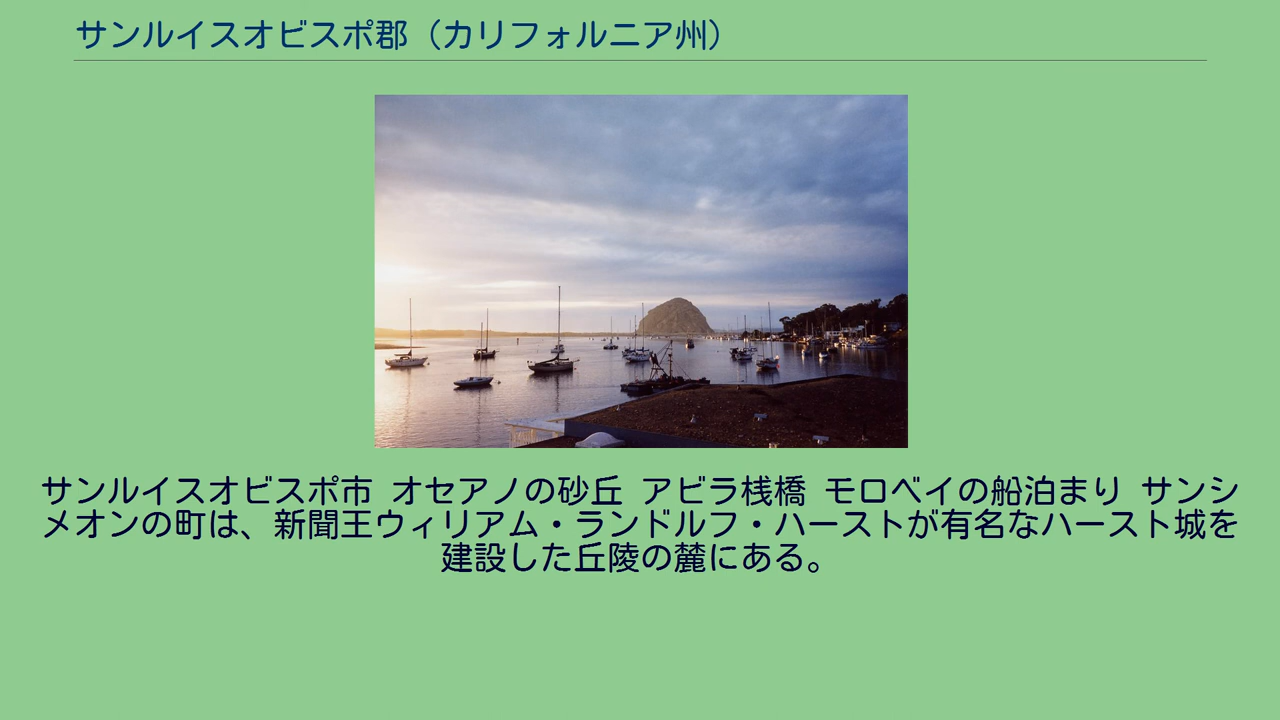 サンルイスオビスポ郡（カリフォルニア州）
サンルイスオビスポ市 オセアノの砂丘 アビラ桟橋 モロベイの船泊まり サンシ
メオンの町は、新聞王ウィリアム・ランドルフ・ハーストが有名なハースト城を
建設した丘陵の麓にある。